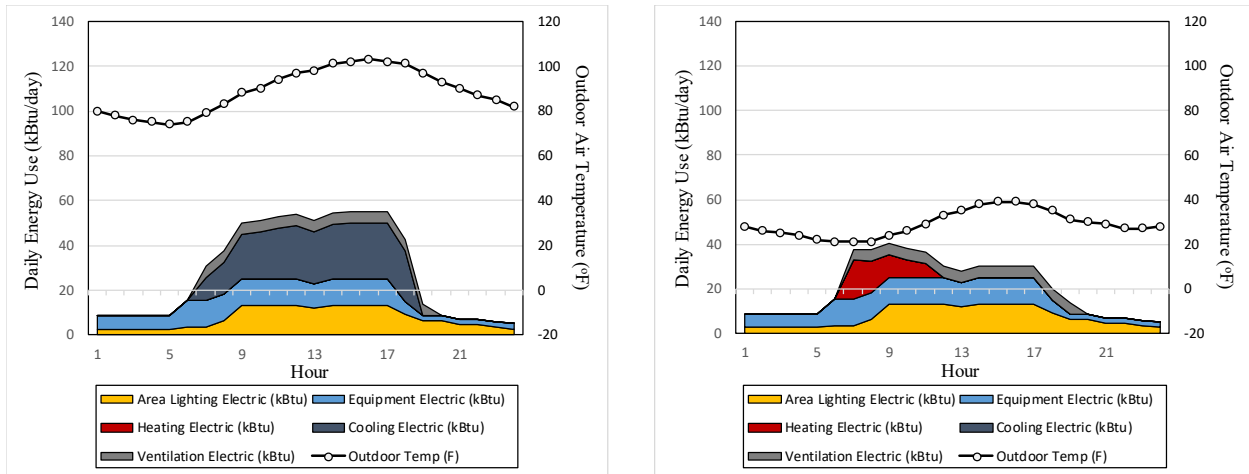 140
120
100
80
60
40
20
0
Daily Energy Use (kBtu/day)
120
100
80
60
40
20
0
-20
Outdoor Air Temperature (ºF)
1 5 9 13 17 21
Hour
Area Lighting Electric (kBtu) Equipment Electric (kBtu)
Heating Electric (kBtu) Cooling Electric (kBtu)
Ventilation Electric (kBtu) Outdoor Temp (F)
140
120
100
80
60
40
20
0
Daily Energy Use (kBtu/day)
120
100
80
60
40
20
0
-20
Outdoor Air Temperature (ºF)
1 5 9 13 17 21
Hour
Area Lighting Electric (kBtu) Equipment Electric (kBtu)
Heating Electric (kBtu) Cooling Electric (kBtu)
Ventilation Electric (kBtu) Outdoor Temp (F)